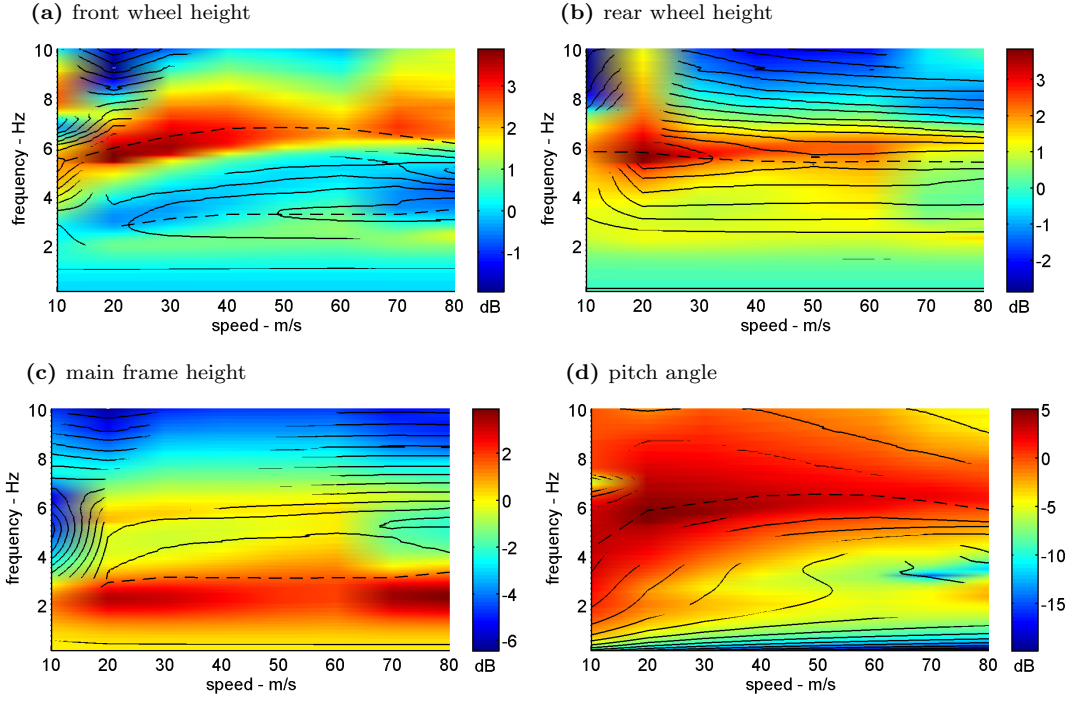 (a) front wheel height
(b) rear wheel height
10
8
6
4
2
frequency - Hz
10 20 30 40 50 60 70 80
speed - m/s
3
2
1
0
-1
dB
10
8
6
4
2
frequency - Hz
10 20 30 40 50 60 70 80
speed - m/s
3
2
1
0
-1
-2
dB
(c) main frame height
(d) pitch angle
10
8
6
4
2
frequency - Hz
10 20 30 40 50 60 70 80
speed - m/s
2
0
-2
-4
-6
dB
10
8
6
4
2
frequency - Hz
10 20 30 40 50 60 70 80
speed - m/s
5
0
-5
-10
-15
dB